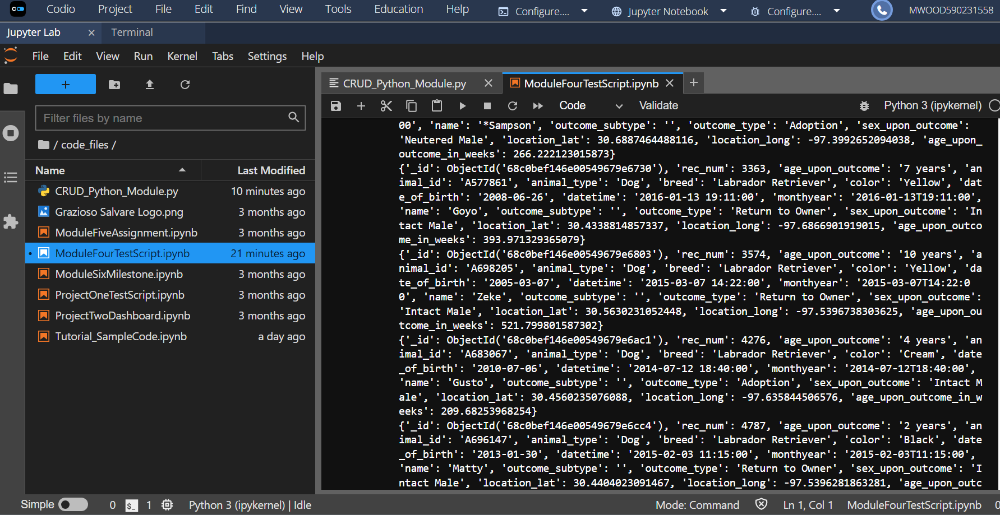 Codio Project File Edit Find View Tools Education Help Configure.... Jupyter Notebook Configure.... MWOOD590231558
Jupyter Lab Terminal
File Edit View Run Kernel Tabs Settings Help
+
Filter files by name
/ code_files /
Name Last Modified
CRUD_Python_Module.py 10 minutes ago
Grazioso Salvare Logo.png 3 months ago
ModuleFiveAssignment.ipynb 3 months ago
ModuleFourTestScript.ipynb 21 minutes ago
ModuleSixMilestone.ipynb 3 months ago
ProjectOneTestScript.ipynb 3 months ago
ProjectTwoDashboard.ipynb 3 months ago
Tutorial_SampleCode.ipynb a day ago
CRUD_Python_Module.py ModuleFourTestScript.ipynb
Code Validate Python 3 (ipykernel)
00', 'name': '*Sampson', 'outcome_subtype': '', 'outcome_type': 'Adoption', 'sex_upon_outcome':
'Neutered Male', 'location_lat': 30.6887464488116, 'location_long': -97.3992652094038, 'age_upon_
outcome_in_weeks': 266.222123015873}
{'_id': ObjectId('68c0bef146e00549679e6730'), 'rec_num': 3363, 'age_upon_outcome': '7 years', 'an
imal_id': 'A577861', 'animal_type': 'Dog', 'breed': 'Labrador Retriever', 'color': 'Yellow', 'dat
e_of_birth': '2008-06-26', 'datetime': '2016-01-13 19:11:00', 'monthyear': '2016-01-13T19:11:00',
'name': 'Goyo', 'outcome_subtype': '', 'outcome_type': 'Return to Owner', 'sex_upon_outcome': 'In
tact Male', 'location_lat': 30.4338814857337, 'location_long': -97.6866901919015, 'age_upon_outco
me_in_weeks': 393.971329365079}
{'_id': ObjectId('68c0bef146e00549679e6803'), 'rec_num': 3574, 'age_upon_outcome': '10 years', 'a
nimal_id': 'A698205', 'animal_type': 'Dog', 'breed': 'Labrador Retriever', 'color': 'Yellow', 'da
te_of_birth': '2005-03-07', 'datetime': '2015-03-07 14:22:00', 'monthyear': '2015-03-07T14:22:0
0', 'name': 'Zeke', 'outcome_subtype': '', 'outcome_type': 'Return to Owner', 'sex_upon_outcome':
'Intact Male', 'location_lat': 30.5630231052448, 'location_long': -97.5396738303625, 'age_upon_ou
tcome_in_weeks': 521.799801587302}
{'_id': ObjectId('68c0bef146e00549679e6ac1'), 'rec_num': 4276, 'age_upon_outcome': '4 years', 'an
imal_id': 'A683067', 'animal_type': 'Dog', 'breed': 'Labrador Retriever', 'color': 'Cream', 'date
_of_birth': '2010-07-06', 'datetime': '2014-07-12 18:40:00', 'monthyear': '2014-07-12T18:40:00',
'name': 'Gusto', 'outcome_subtype': '', 'outcome_type': 'Adoption', 'sex_upon_outcome': 'Intact M
ale', 'location_lat': 30.4560235076088, 'location_long': -97.635844506576, 'age_upon_outcome_in_w
eeks': 209.68253968254}
{'_id': ObjectId('68c0bef146e00549679e6cc4'), 'rec_num': 4787, 'age_upon_outcome': '2 years', 'an
imal_id': 'A696147', 'animal_type': 'Dog', 'breed': 'Labrador Retriever', 'color': 'Black', 'date
_of_birth': '2013-01-30', 'datetime': '2015-02-03 11:15:00', 'monthyear': '2015-02-03T11:15:00',
'name': 'Matty', 'outcome_subtype': '', 'outcome_type': 'Return to Owner', 'sex_upon_outcome': 'I
ntact Male', 'location_lat': 30.4404023091467, 'location_long': -97.5396281863281, 'age_upon_outc
Simple 0 $_ 1 Python 3 (ipykernel) | Idle Mode: Command Ln 1, Col 1 ModuleFourTestScript.ipynb 0